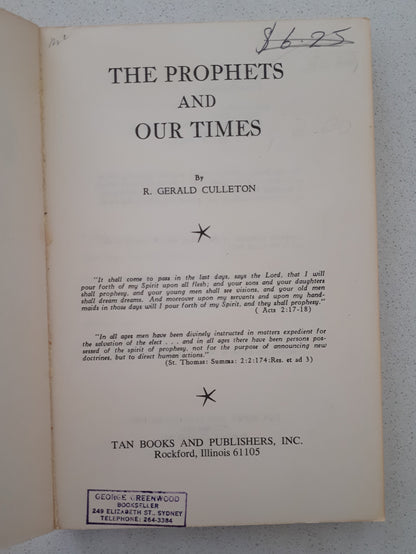 $6.25
THE PROPHETS
AND
OUR TIMES
By
R. GERALD CULLETON
"It shall come to pass in the last days, says the Lord, that I will
pour forth of my Spirit upon all flesh; and your sons and your daughters
shall prophesy, and your young men shall see visions, and your old men
shall dream dreams. And moreover upon my servants and upon my hand-
maids in those days will I pour forth of my Spirit, and they shall prophesy."
( Acts 2:17-18)
"In all ages men have been divinely instructed in matters expedient for
the salvation of the elect . . . and in all ages there have been persons pos-
sessed of the spirit of prophesy, not for the purpose of announcing new
doctrines, but to direct human actions."
(St. Thomas: Summa: 2:2:174:Res. et ad 3)
TAN BOOKS AND PUBLISHERS, INC.
Rockford, Illinois 61105
GEORGE GREENWOOD
BOOKSELLER
249 ELIZABETH ST., SYDNEY
TELEPHONE: 264-3384